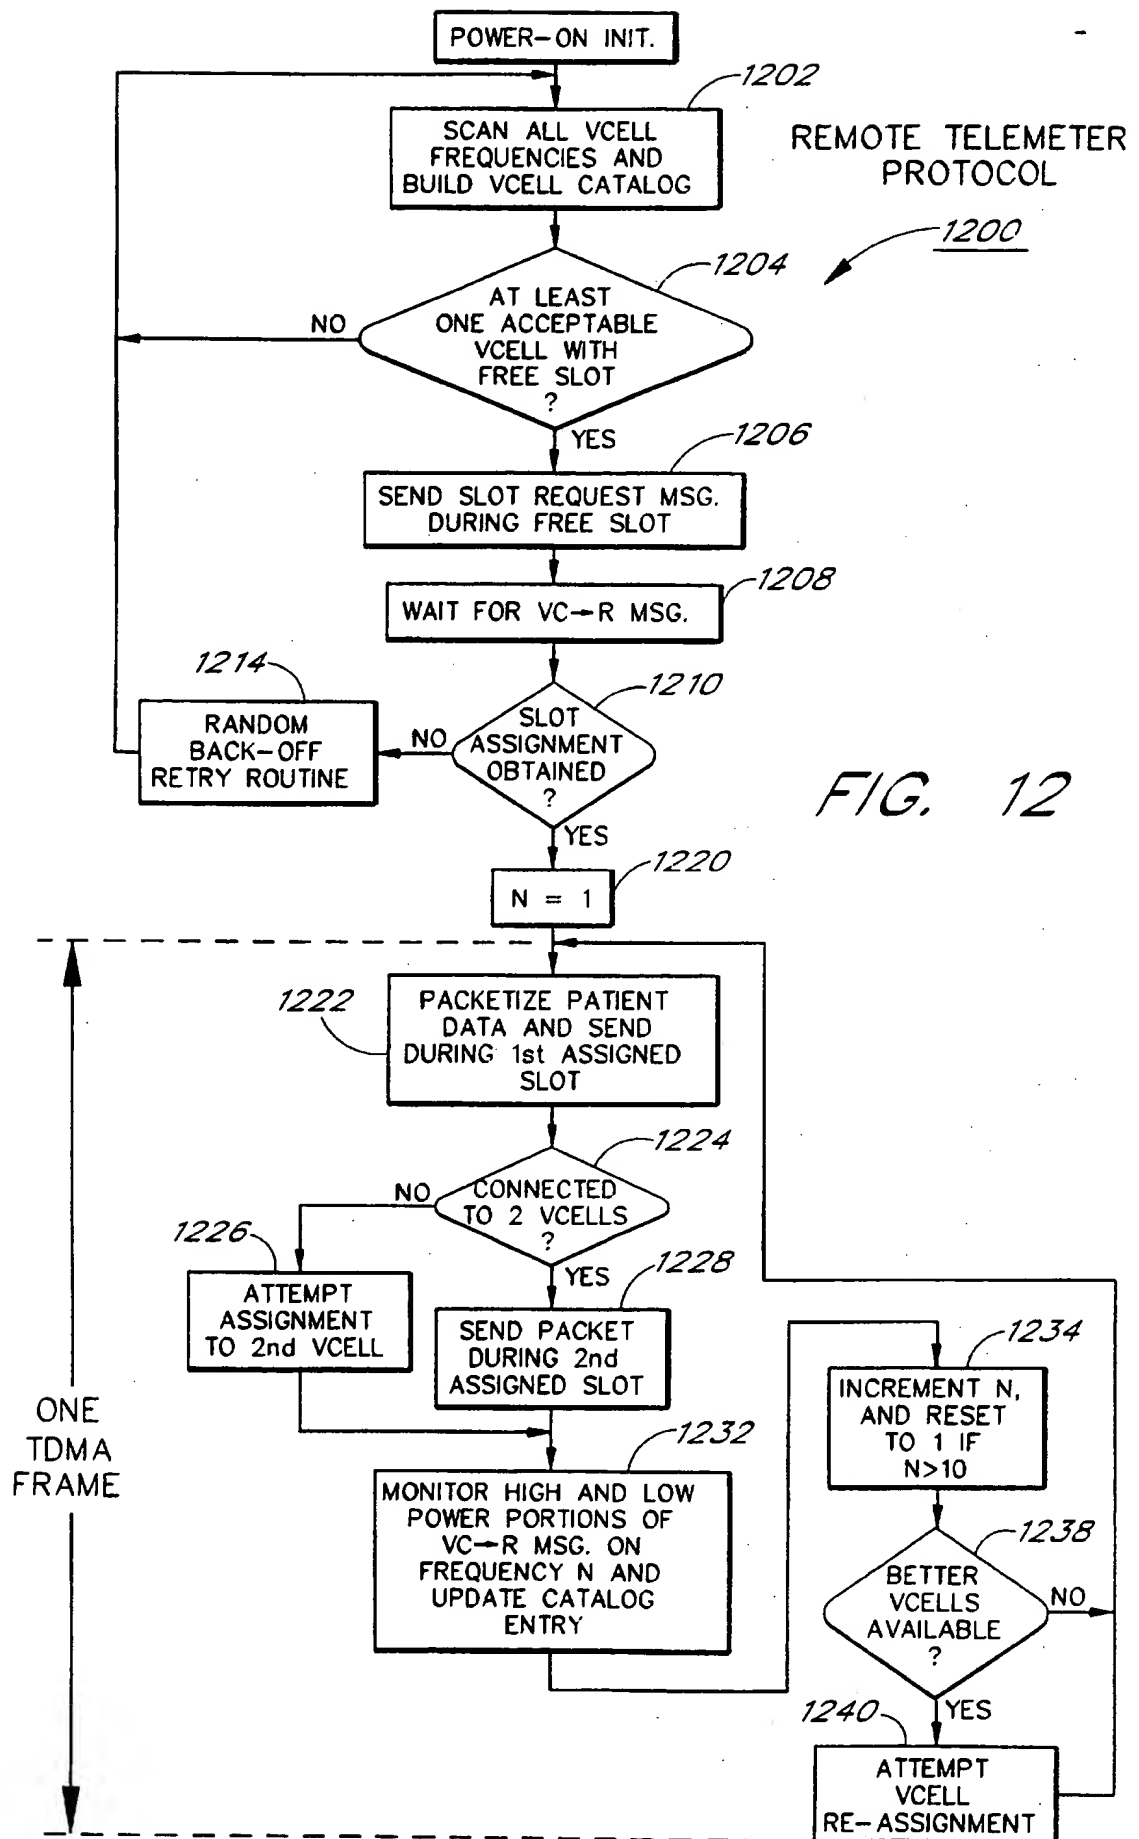 POWER-ON INIT.
1202
SCAN ALL VCELL
FREQUENCIES AND
BUILD VCELL CATALOG
REMOTE TELEMETER
PROTOCOL
1200
1204
AT LEAST
ONE ACCEPTABLE
VCELL WITH
FREE SLOT
?
NO
YES
1206
SEND SLOT REQUEST MSG.
DURING FREE SLOT
1208
WAIT FOR VC→R MSG.
1210
SLOT
ASSIGNMENT
OBTAINED
?
NO
1214
RANDOM
BACK-OFF
RETRY ROUTINE
YES
FIG. 12
1220
N = 1
1222
PACKETIZE PATIENT
DATA AND SEND
DURING 1st ASSIGNED
SLOT
1224
CONNECTED
TO 2 VCELLS
?
NO
YES
1226
ATTEMPT
ASSIGNMENT
TO 2nd VCELL
1228
SEND PACKET
DURING 2nd
ASSIGNED SLOT
1232
MONITOR HIGH AND LOW
POWER PORTIONS OF
VC→R MSG. ON
FREQUENCY N AND
UPDATE CATALOG
ENTRY
1234
INCREMENT N,
AND RESET
TO 1 IF
N>10
1238
BETTER
VCELLS
AVAILABLE
?
NO
YES
1240
ATTEMPT
VCELL
RE-ASSIGNMENT
ONE
TDMA
FRAME